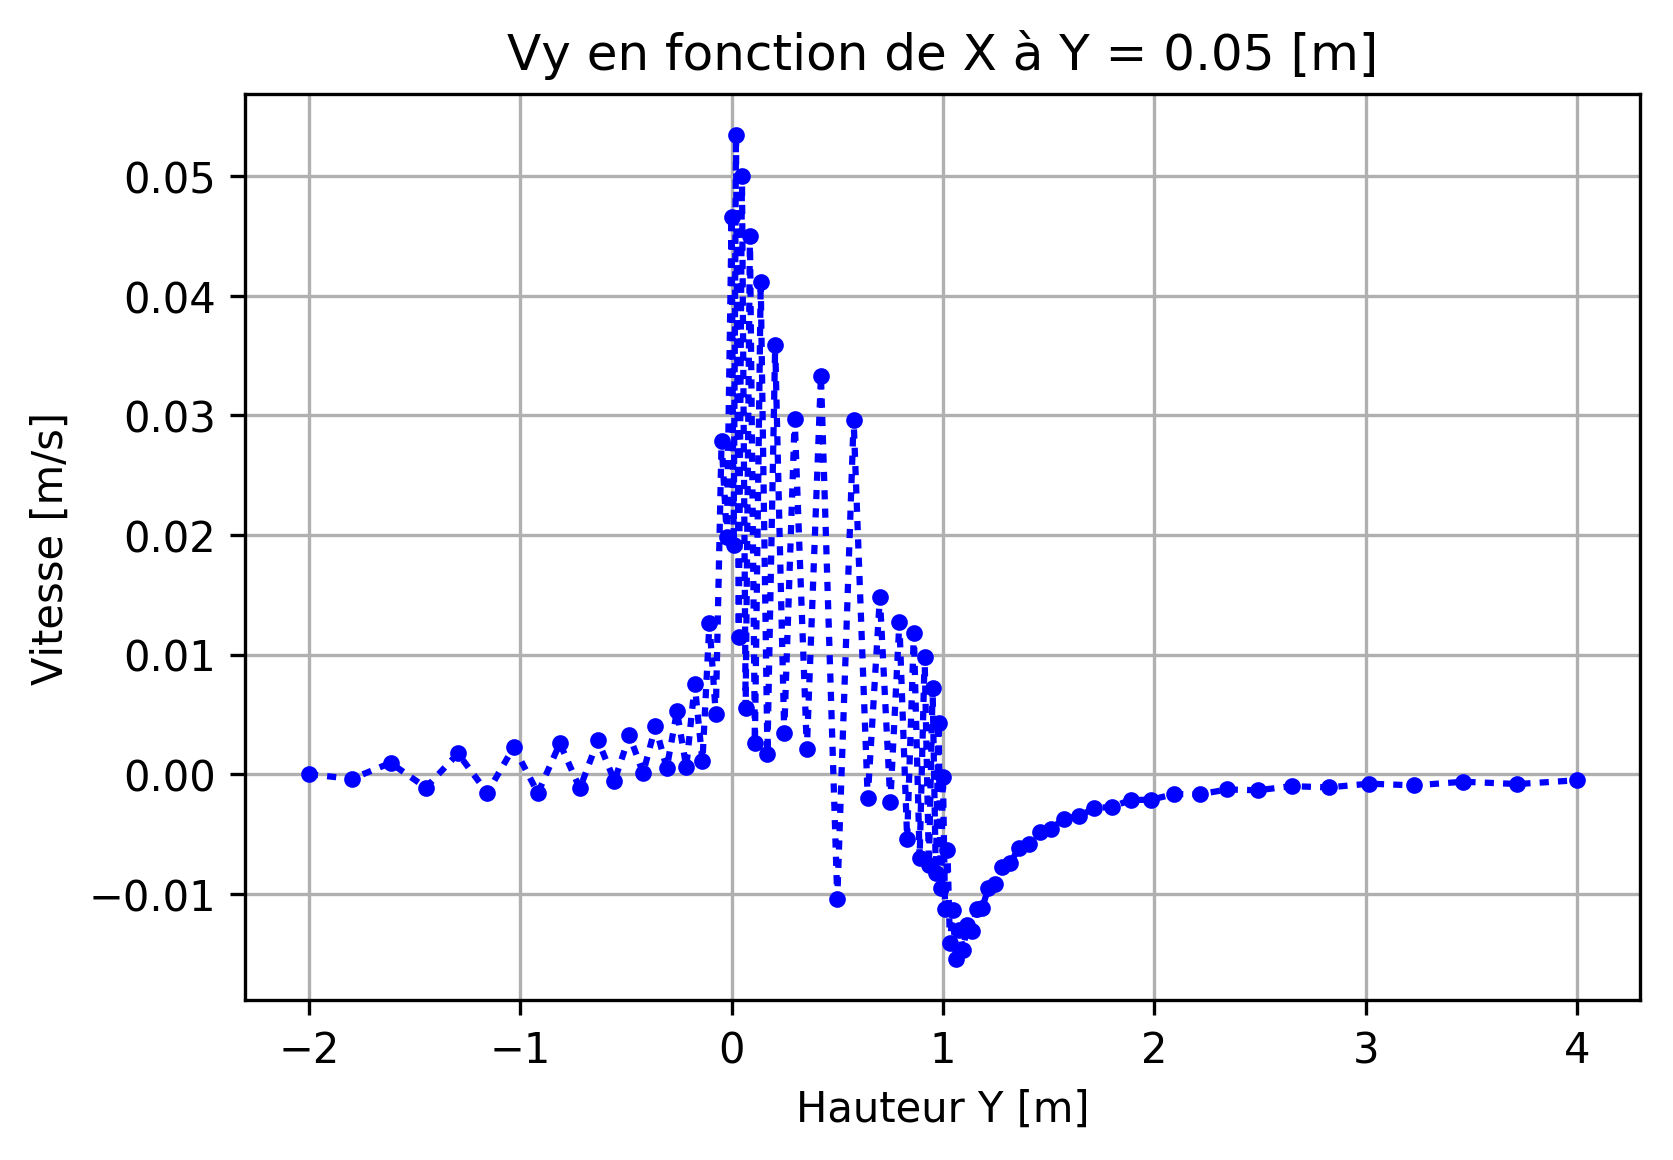 Vy en fonction de X à Y = 0.05 [m]
0.05
0.04
0.03
0.02
0.01
0.00
−0.01
Vitesse [m/s]
−2 −1 0 1 2 3 4
Hauteur Y [m]